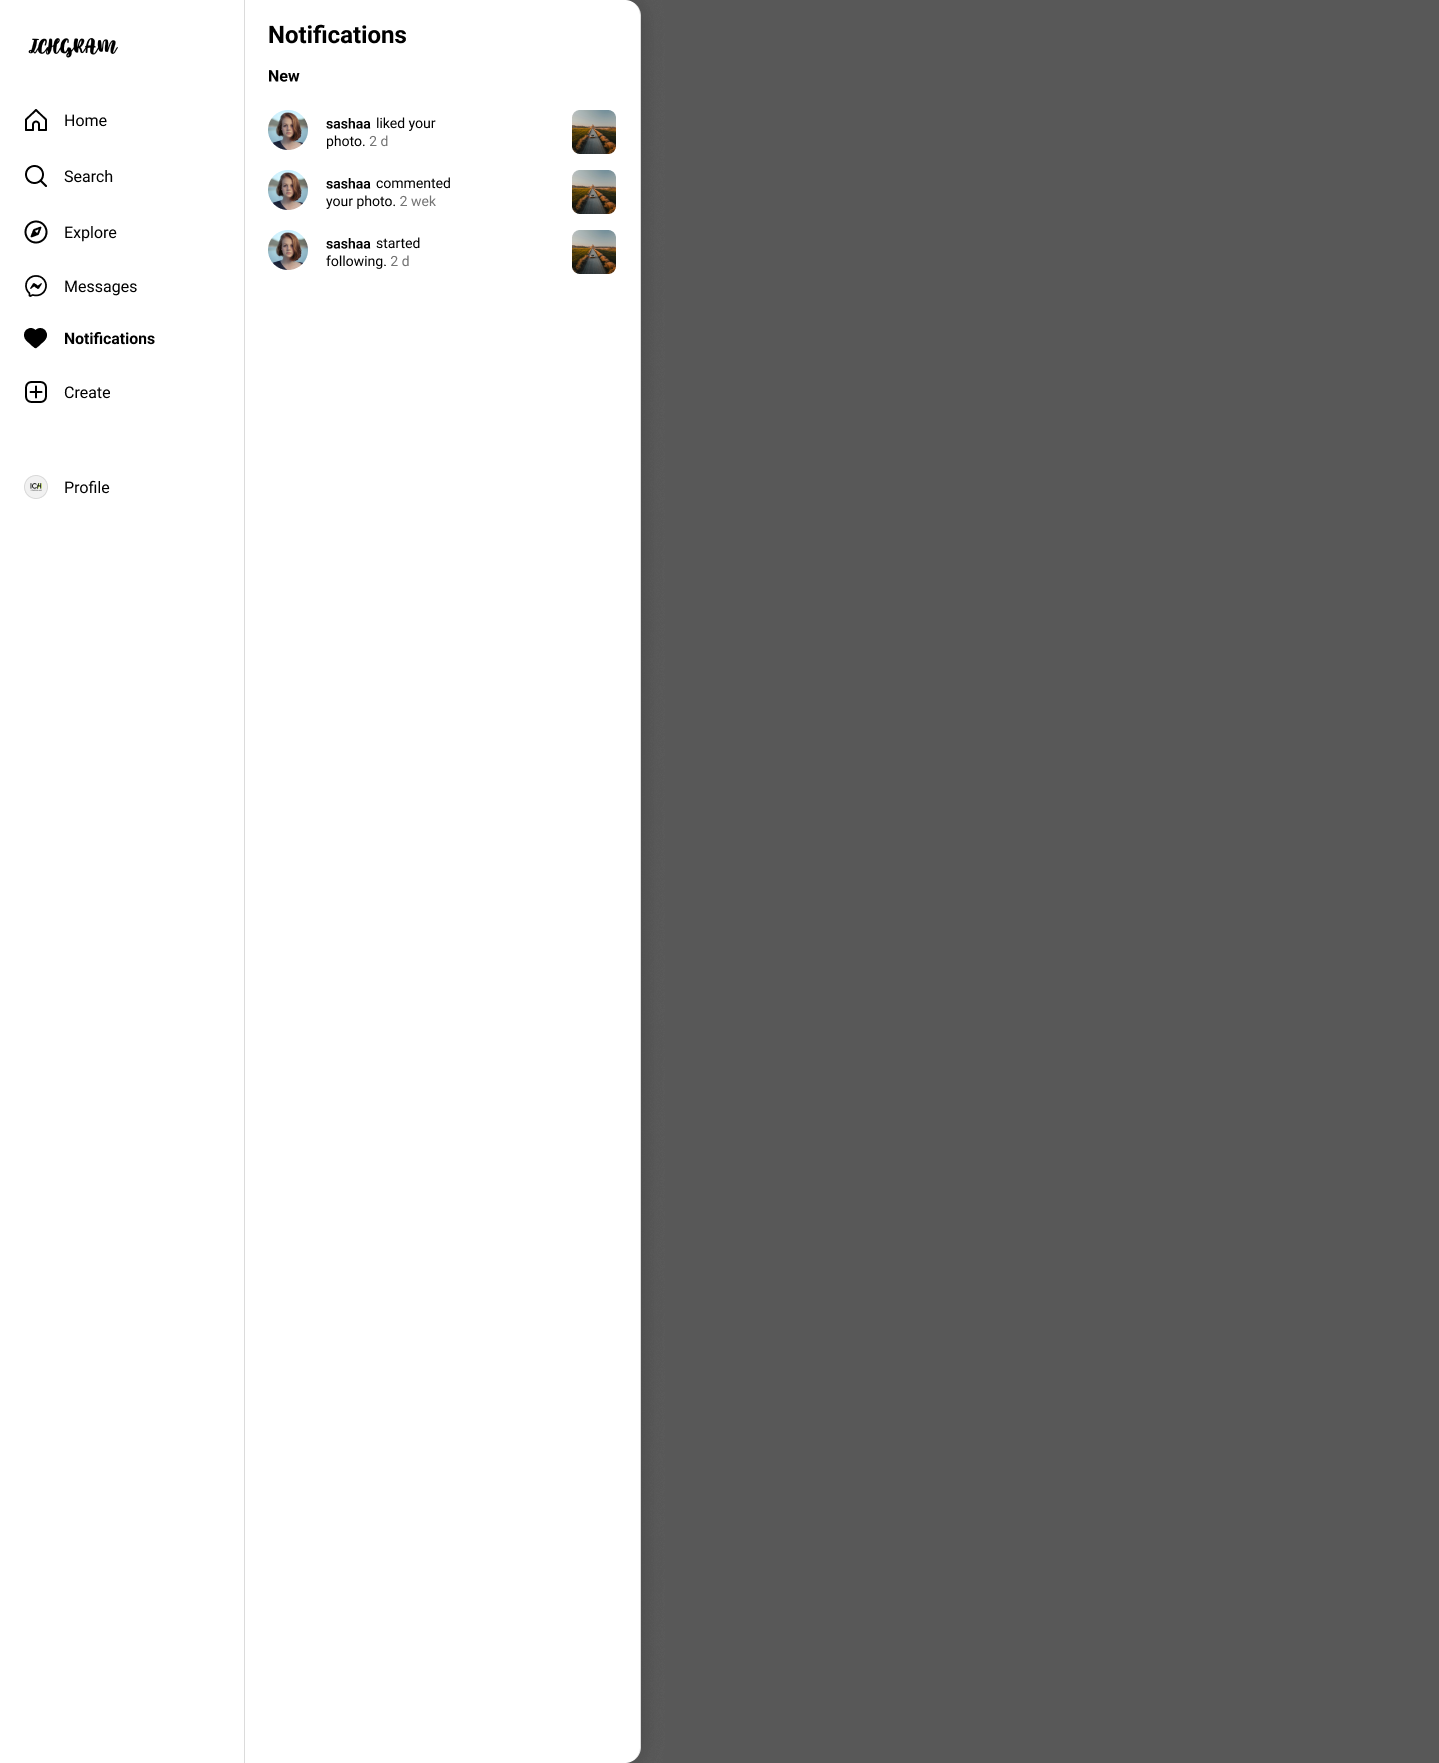 ICHGRAM
Home
Search
Explore
Messages
Notifications
Create
ICH
Profile
Notifications
New
sashaa liked your
photo. 2 d
sashaa commented
your photo. 2 wek
sashaa started
following. 2 d